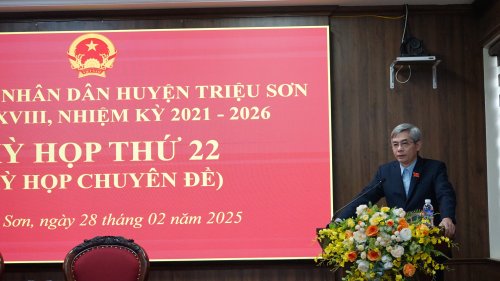 NHÂN DÂN HUYỆN TRIỆU SƠN
XVIII, NHIỆM KỲ 2021 - 2026
Ỳ HỌP THỨ 22
Ỳ HỌP CHUYÊN ĐỀ)
Sơn, ngày 28 tháng 02 năm 2025